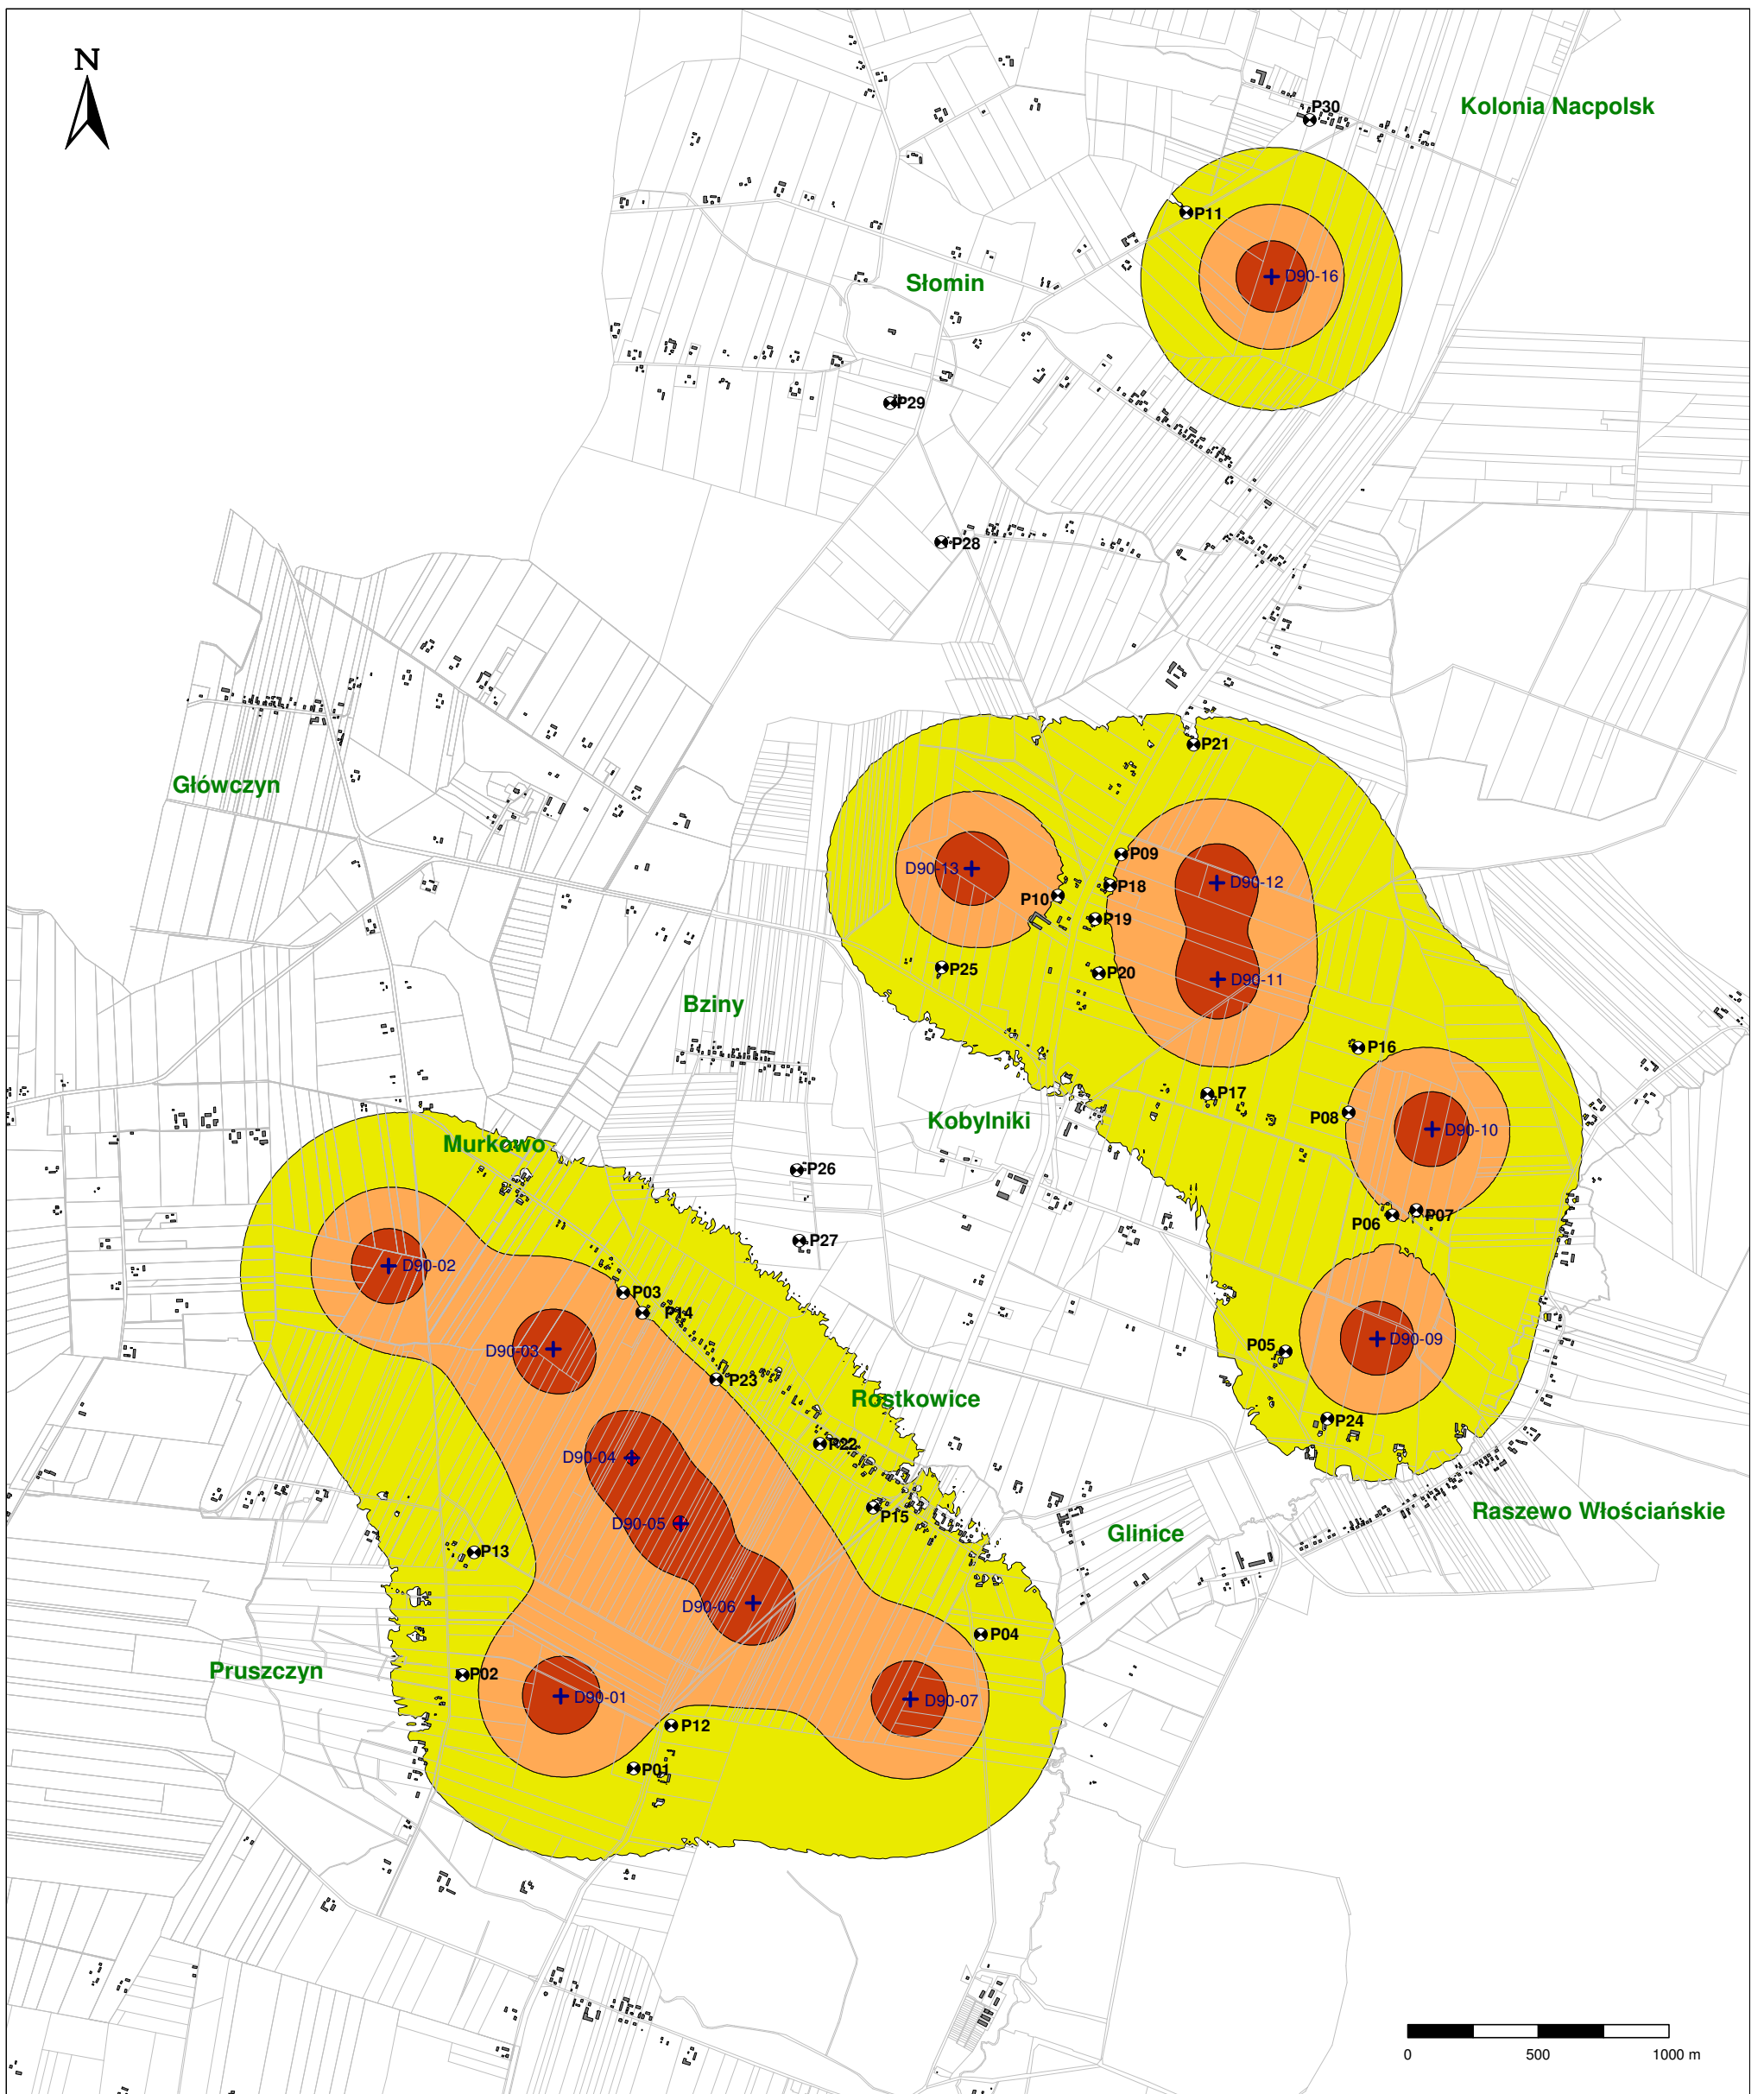 N
P30
Kolonia Nacpolsk
P11
D90-16
Słomin
P29
P28
P21
Główczyn
P09
D90-13
P18
D90-12
P10
P19
P25
P20
D90-11
Bziny
P16
P17
Kobylniki
P08
D90-10
Murkowo
P26
P06
P07
P27
D90-02
P03
P14
D90-03
P05
D90-09
P23
Rostkowice
P24
P22
D90-04
P15
Raszewo Włościańskie
D90-05
Glinice
P13
D90-06
P04
Pruszczyn
P02
D90-01
D90-07
P12
P01
0 500 1000 m